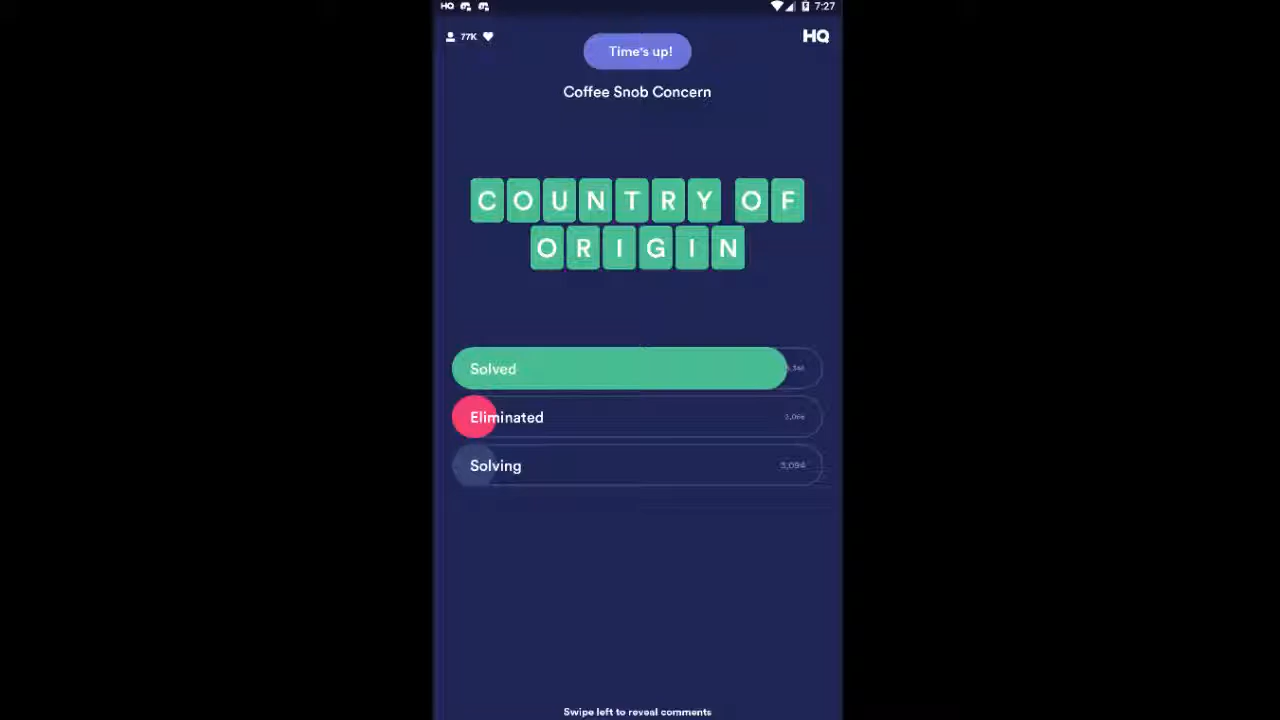 HQ 7:27
77K HQ
Time's up!
Coffee Snob Concern
COUNTRY OF
ORIGIN
Solved
Eliminated
Solving 3,094
Swipe left to reveal comments